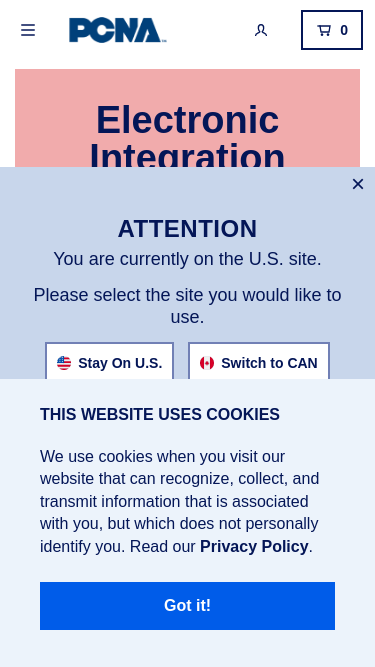 PCNA
0
Electronic
Integration
ATTENTION
You are currently on the U.S. site.
Please select the site you would like to
use.
Stay On U.S. Switch to CAN
THIS WEBSITE USES COOKIES
We use cookies when you visit our
website that can recognize, collect, and
transmit information that is associated
with you, but which does not personally
identify you. Read our Privacy Policy.
Got it!